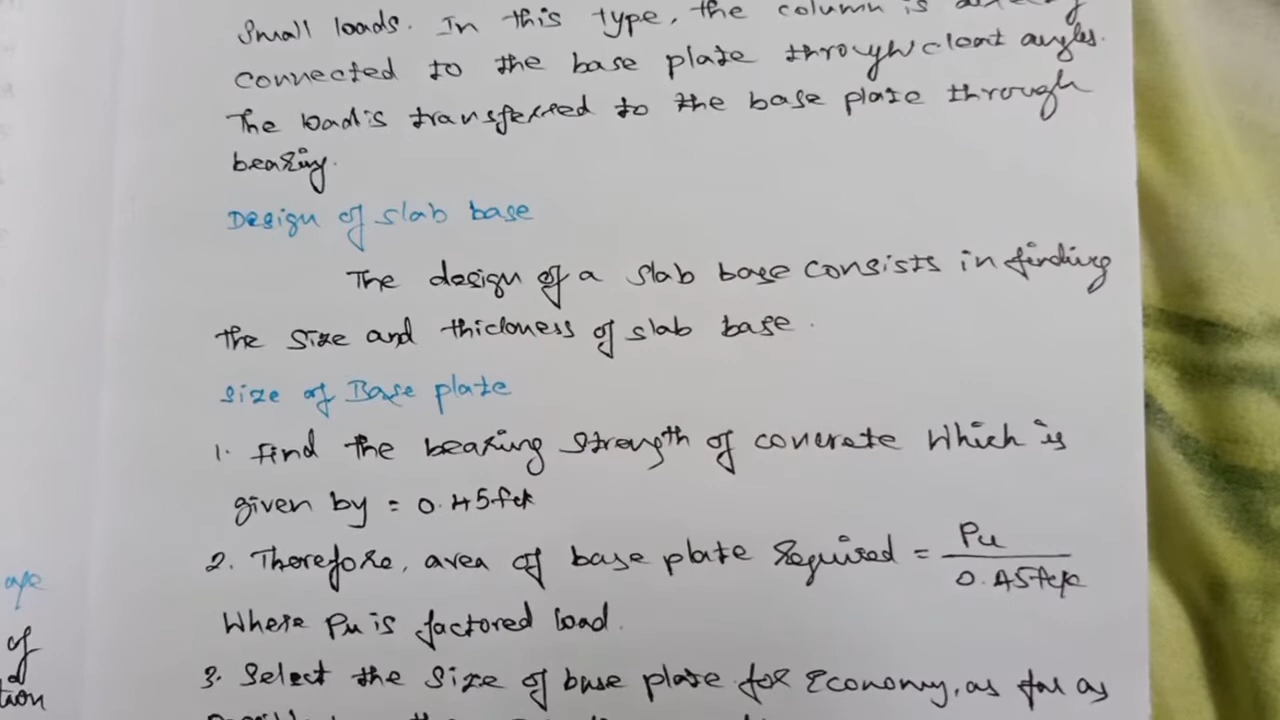 Small loads. In this type, the column is
connected to the base plate through cleat angles.
The load is transferred to the base plate through
bearing.
Design of slab base
The design of a slab base consists in finding
the size and thickness of slab base.
Size of Base plate
1. Find the bearing strength of concrete which is
given by = 0.45fck
2. Therefore, area of base plate required = Pu / 0.45fck
Where Pu is factored load.
3. Select the size of base plate for Economy, as far as
of
tion